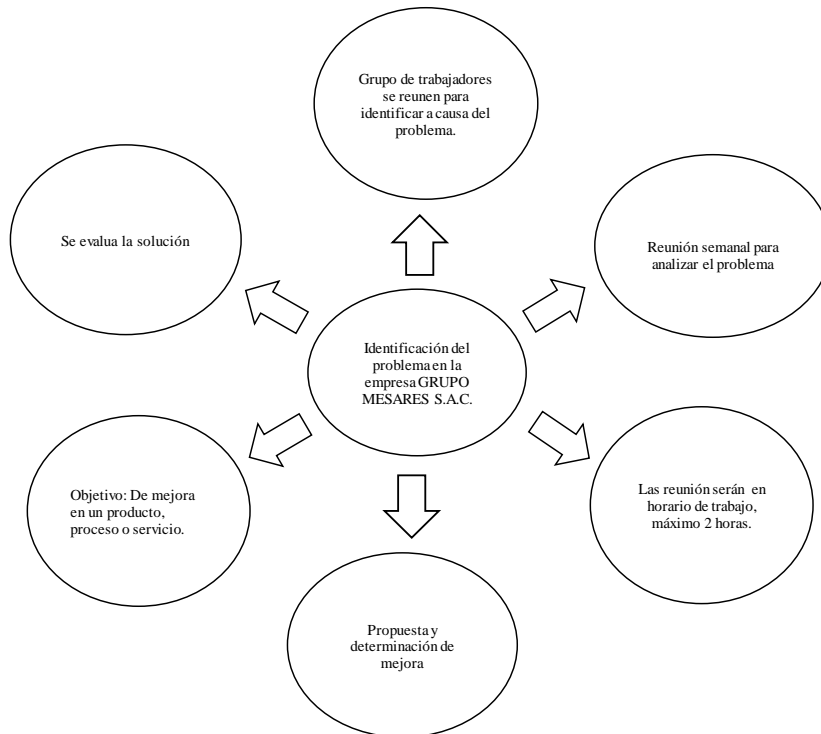 Grupo de trabajadores
se reunen para
identificar a causa del
problema.
Se evalua la solución
Reunión semanal para
analizar el problema
Identificación del
problema en la
empresa GRUPO
MESARES S.A.C.
Objetivo: De mejora
en un producto,
proceso o servicio.
Las reunión serán en
horario de trabajo,
máximo 2 horas.
Propuesta y
determinación de
mejora